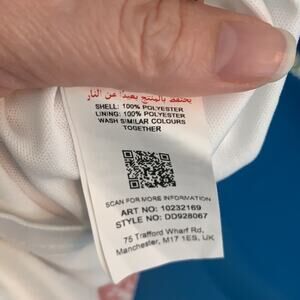 يحتفظ بالمنتج بعيدا عن النار
SHELL: 100% POLYESTER
LINING: 100% POLYESTER
WASH SIMILAR COLOURS
TOGETHER
SCAN FOR MORE INFORMATION
ART NO: 10232169
STYLE NO: DD928067
75 Trafford Wharf Rd,
Manchester, M17 1ES, UK